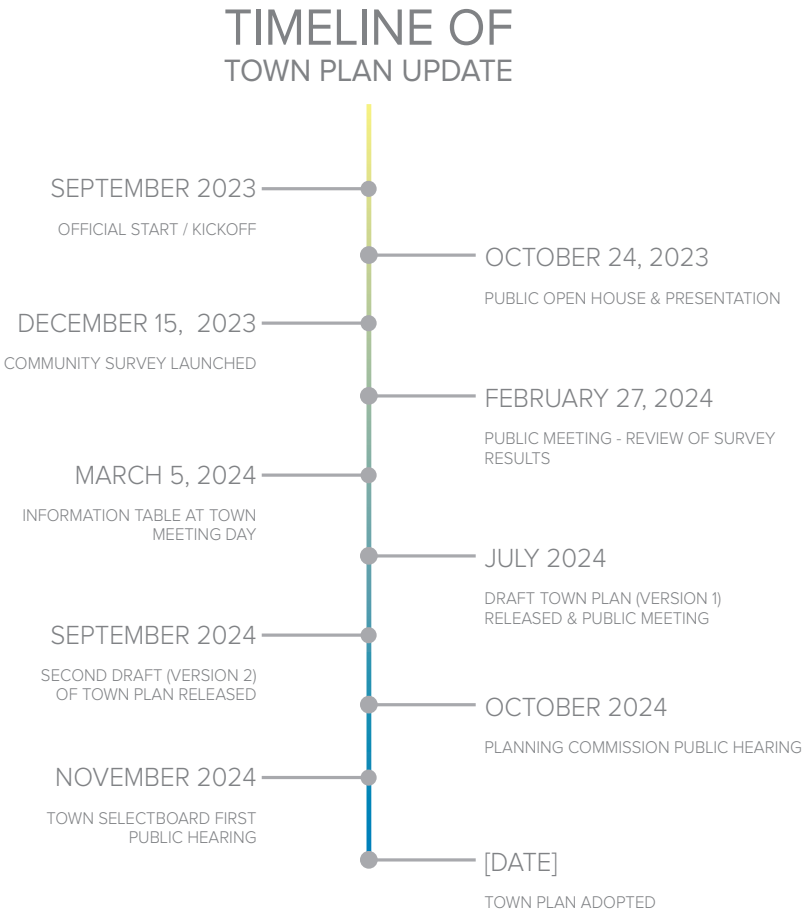 TIMELINE OF
TOWN PLAN UPDATE
SEPTEMBER 2023
OFFICIAL START / KICKOFF
OCTOBER 24, 2023
PUBLIC OPEN HOUSE & PRESENTATION
DECEMBER 15, 2023
COMMUNITY SURVEY LAUNCHED
FEBRUARY 27, 2024
PUBLIC MEETING - REVIEW OF SURVEY
RESULTS
MARCH 5, 2024
INFORMATION TABLE AT TOWN
MEETING DAY
JULY 2024
DRAFT TOWN PLAN (VERSION 1)
RELEASED & PUBLIC MEETING
SEPTEMBER 2024
SECOND DRAFT (VERSION 2)
OF TOWN PLAN RELEASED
OCTOBER 2024
PLANNING COMMISSION PUBLIC HEARING
NOVEMBER 2024
TOWN SELECTBOARD FIRST
PUBLIC HEARING
[DATE]
TOWN PLAN ADOPTED